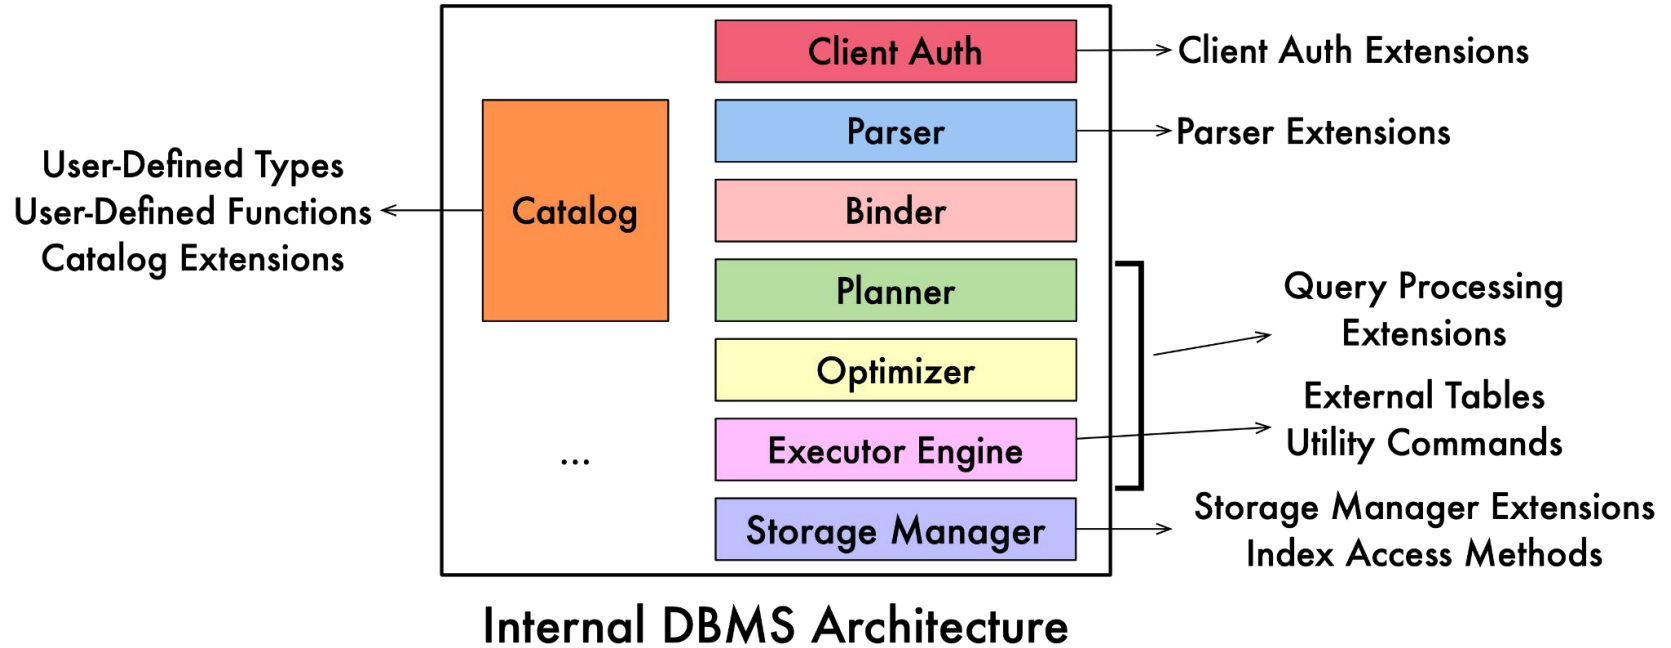 Client Auth
Client Auth Extensions
Parser
Parser Extensions
User-Defined Types
User-Defined Functions
Catalog Extensions
Catalog
Binder
Planner
Query Processing
Extensions
Optimizer
External Tables
Utility Commands
...
Executor Engine
Storage Manager
Storage Manager Extensions
Index Access Methods
Internal DBMS Architecture